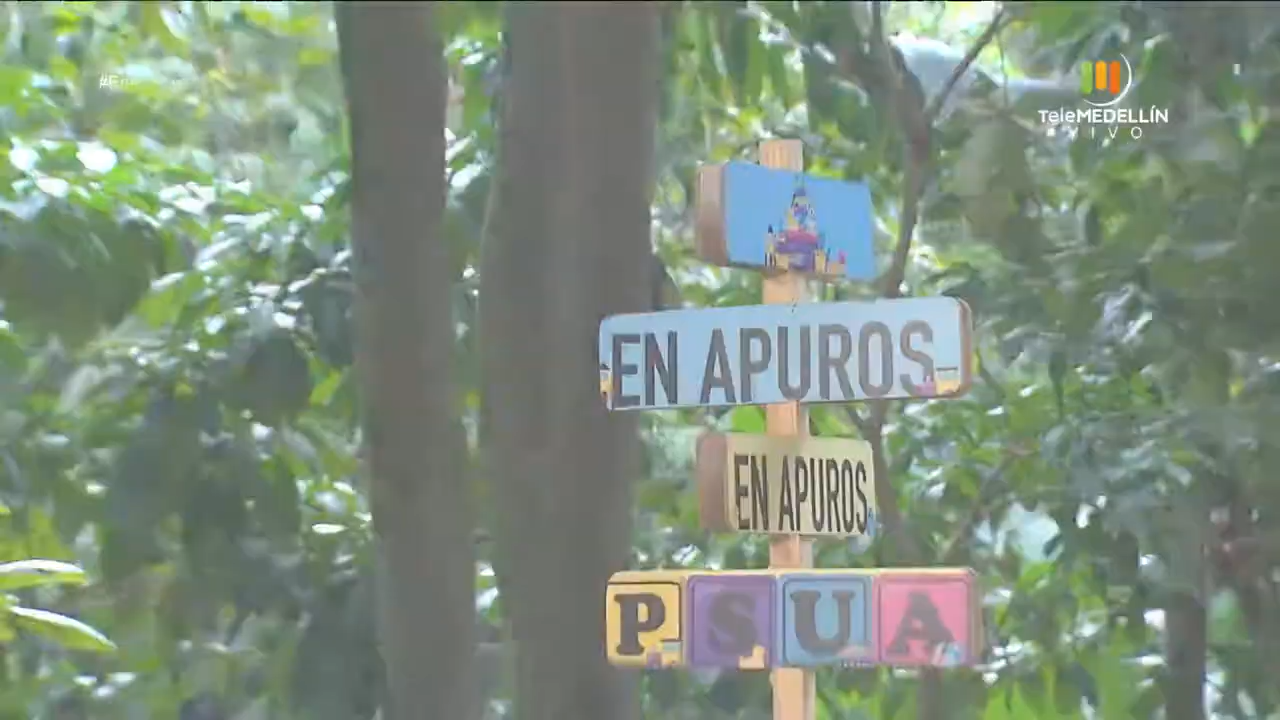 TeleMEDELLÍN
VIVO
EN APUROS
EN APUROS
PSUA